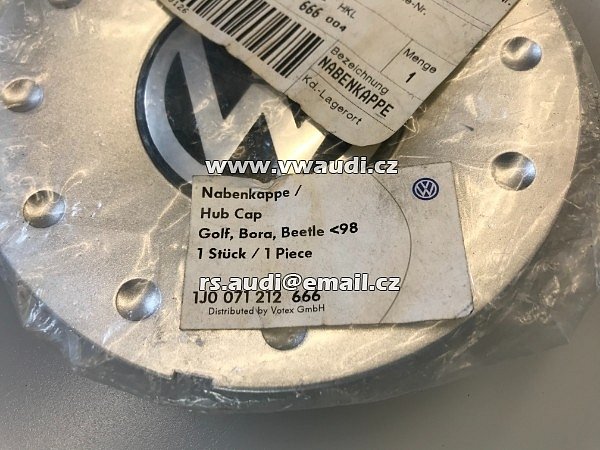 e-Nr.
HKL
666 004
Menge
1
Bezeichnung
NABENKAPPE
Kd.-Lagerort
www.vwaudi.cz
Nabenkappe /
Hub Cap
Golf, Bora, Beetle <98
1 Stück / 1 Piece
rs.audi@email.cz
1J0 071 212 666
Distributed by Votex GmbH